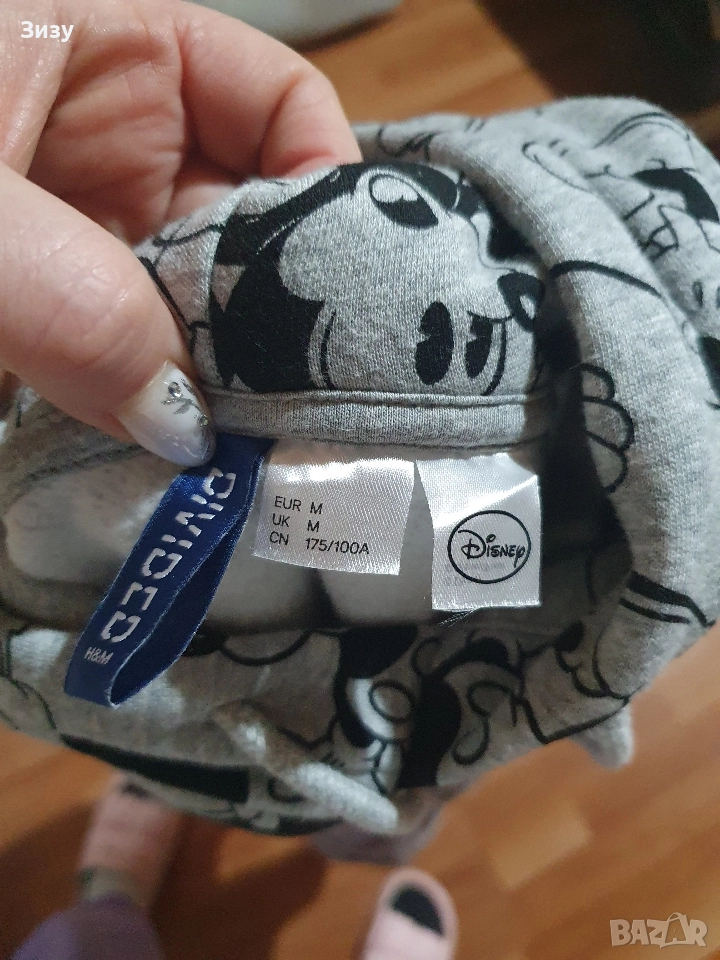 Зизу
DIVIDED
H&M
EUR M
UK M
CN 175/100A
Disney
BAZAR